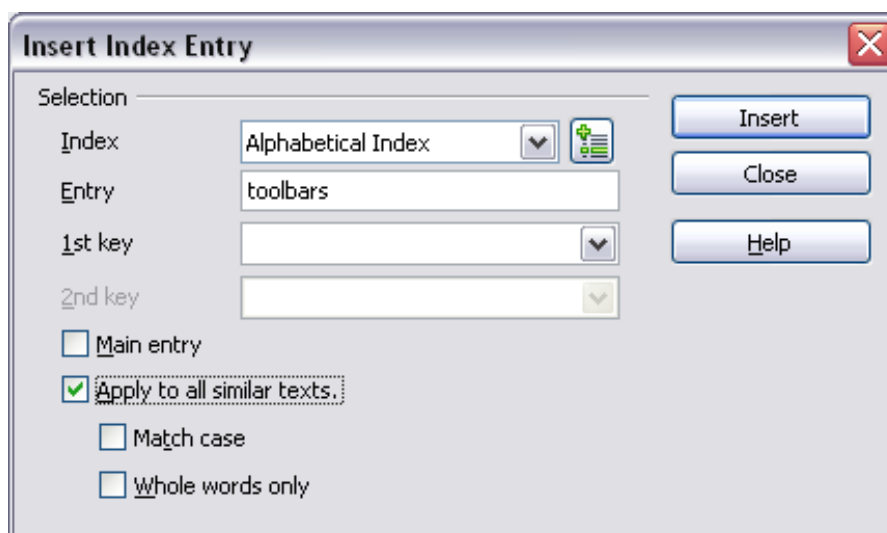 Insert Index Entry
Selection
Index Alphabetical Index
Entry toolbars
1st key
2nd key
Main entry
Apply to all similar texts.
Match case
Whole words only
Insert
Close
Help